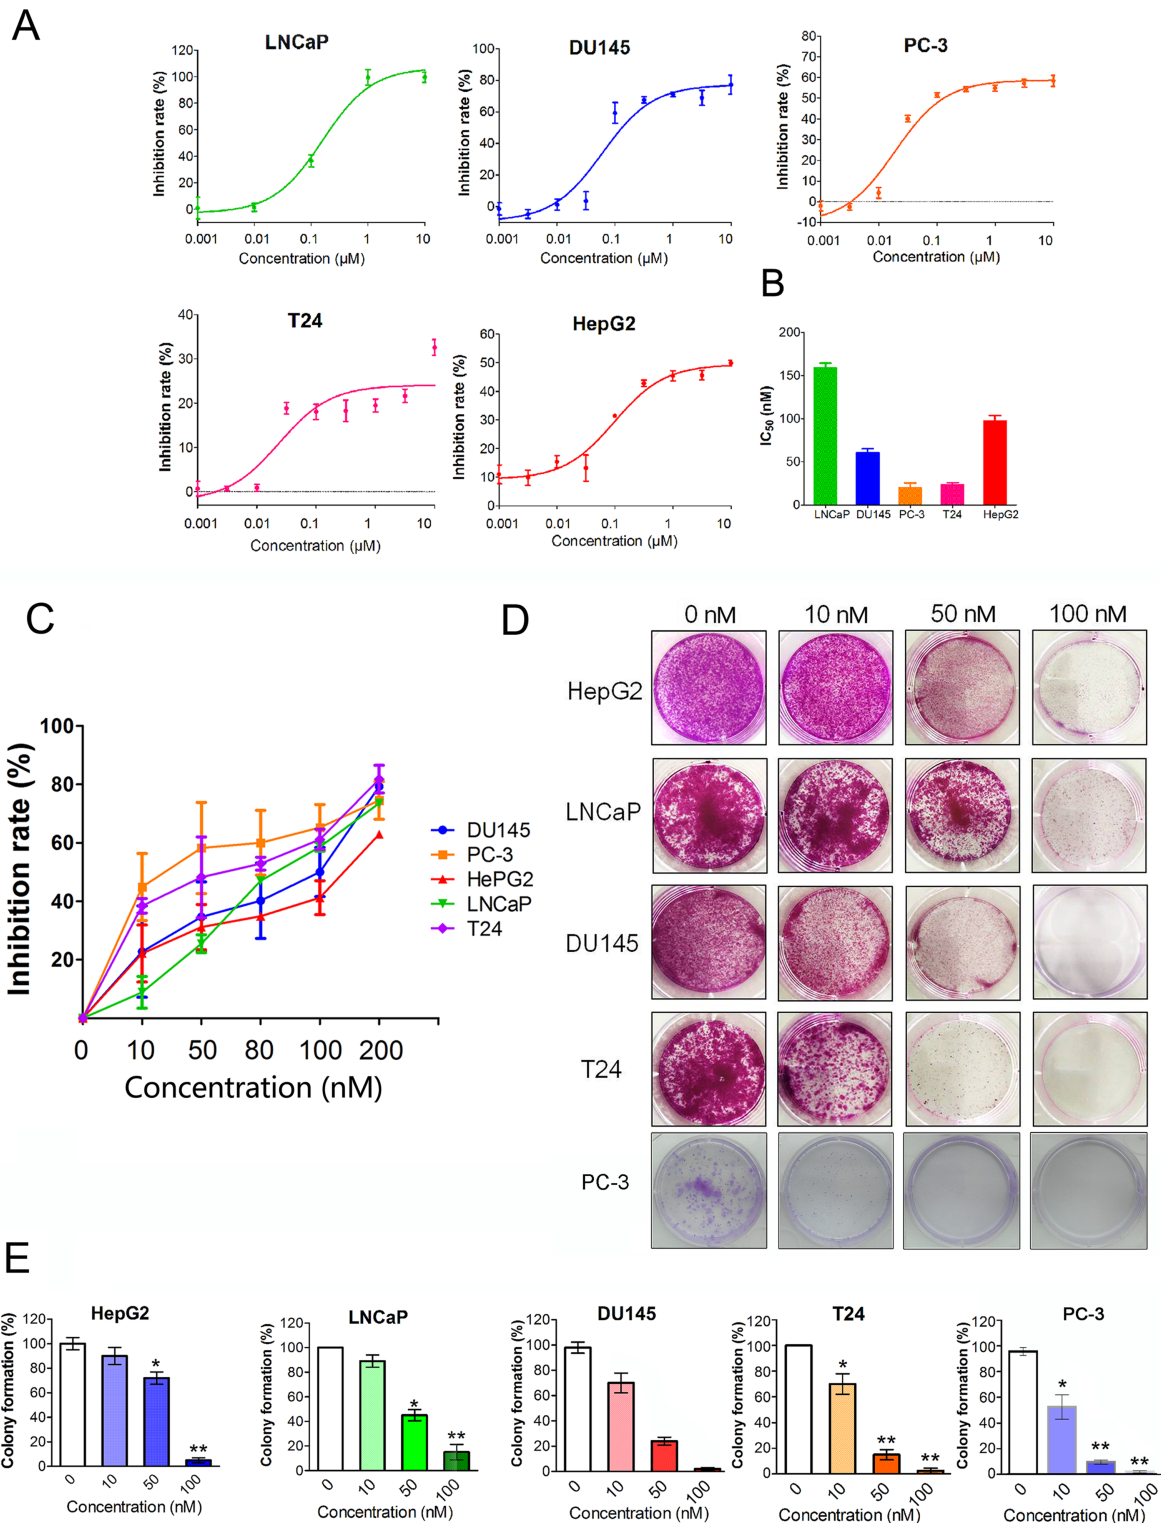 A
LNCaP
Inhibition rate (%)
120
100
80
60
40
20
0
0.001 0.01 0.1 1 10
Concentration (µM)
DU145
Inhibition rate (%)
100
80
60
40
20
0
0.001 0.01 0.1 1 10
Concentration (µM)
PC-3
Inhibition rate (%)
80
70
60
50
40
30
20
10
0
-10
0.001 0.01 0.1 1 10
Concentration (µM)
T24
Inhibition rate (%)
40
30
20
10
0
0.001 0.01 0.1 1 10
Concentration (µM)
HepG2
Inhibition rate (%)
60
50
40
30
20
10
0
0.001 0.01 0.1 1 10
Concentration (µM)
B
IC50 (nM)
200
150
100
50
0
LNCaP DU145 PC-3 T24 HepG2
C
Inhibition rate (%)
100
80
60
40
20
0 10 50 80 100 200
Concentration (nM)
DU145
PC-3
HePG2
LNCaP
T24
D
0 nM 10 nM 50 nM 100 nM
HepG2
LNCaP
DU145
T24
PC-3
E
HepG2
Colony formation (%)
120
100
80
60
40
20
0
*
**
0 10 50 100
Concentration (nM)
LNCaP
Colony formation (%)
120
100
80
60
40
20
0
*
**
0 10 50 100
Concentration (nM)
DU145
Colony formation (%)
120
100
80
60
40
20
0
0 10 50 100
Concentration (nM)
T24
Colony formation (%)
120
100
80
60
40
20
0
*
**
**
0 10 50 100
Concentration (nM)
PC-3
Colony formation (%)
120
100
80
60
40
20
0
*
**
**
0 10 50 100
Concentration (nM)